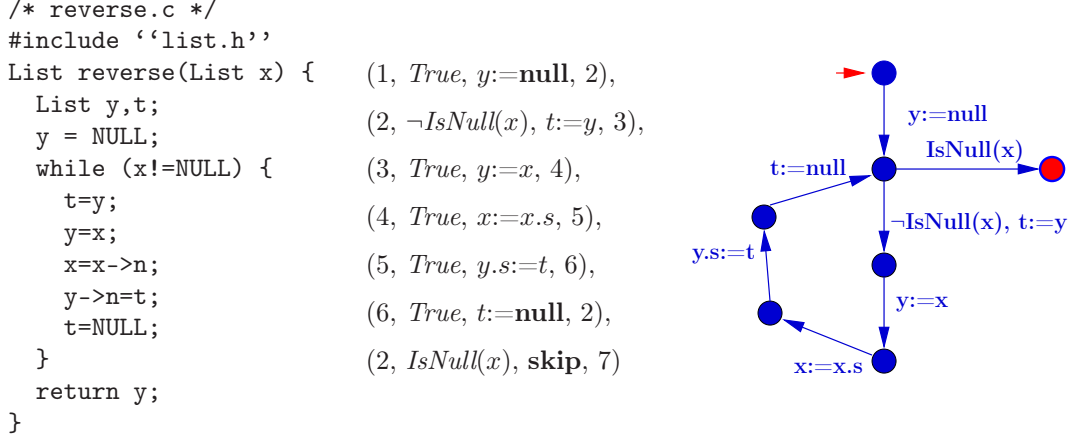 /* reverse.c */
#include ‘‘list.h’’
List reverse(List x) {
  List y,t;
  y = NULL;
  while (x!=NULL) {
    t=y;
    y=x;
    x=x->n;
    y->n=t;
    t=NULL;
  }
  return y;
}
(1, True, y:=null, 2),
(2, ¬IsNull(x), t:=y, 3),
(3, True, y:=x, 4),
(4, True, x:=x.s, 5),
(5, True, y.s:=t, 6),
(6, True, t:=null, 2),
(2, IsNull(x), skip, 7)
y:=null
IsNull(x)
t:=null
¬IsNull(x), t:=y
y.s:=t
y:=x
x:=x.s